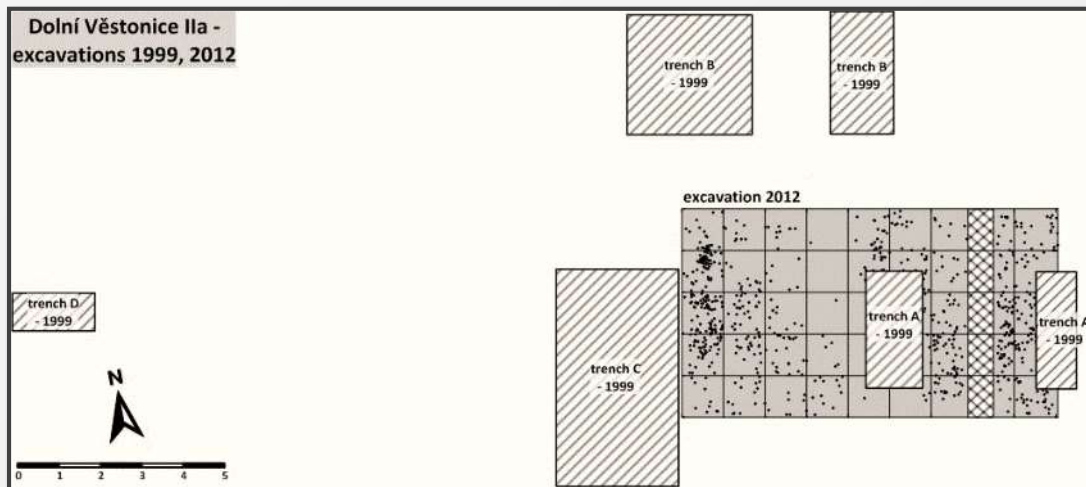 Dolní Věstonice IIa -
excavations 1999, 2012
trench B
- 1999
trench B
- 1999
excavation 2012
trench D
- 1999
trench A
- 1999
trench A
- 1999
trench C
- 1999
N
0 1 2 3 4 5